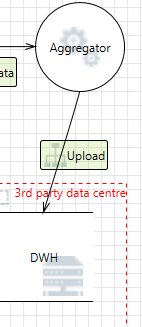 Aggregator
ata
Upload
3rd party data centre
DWH